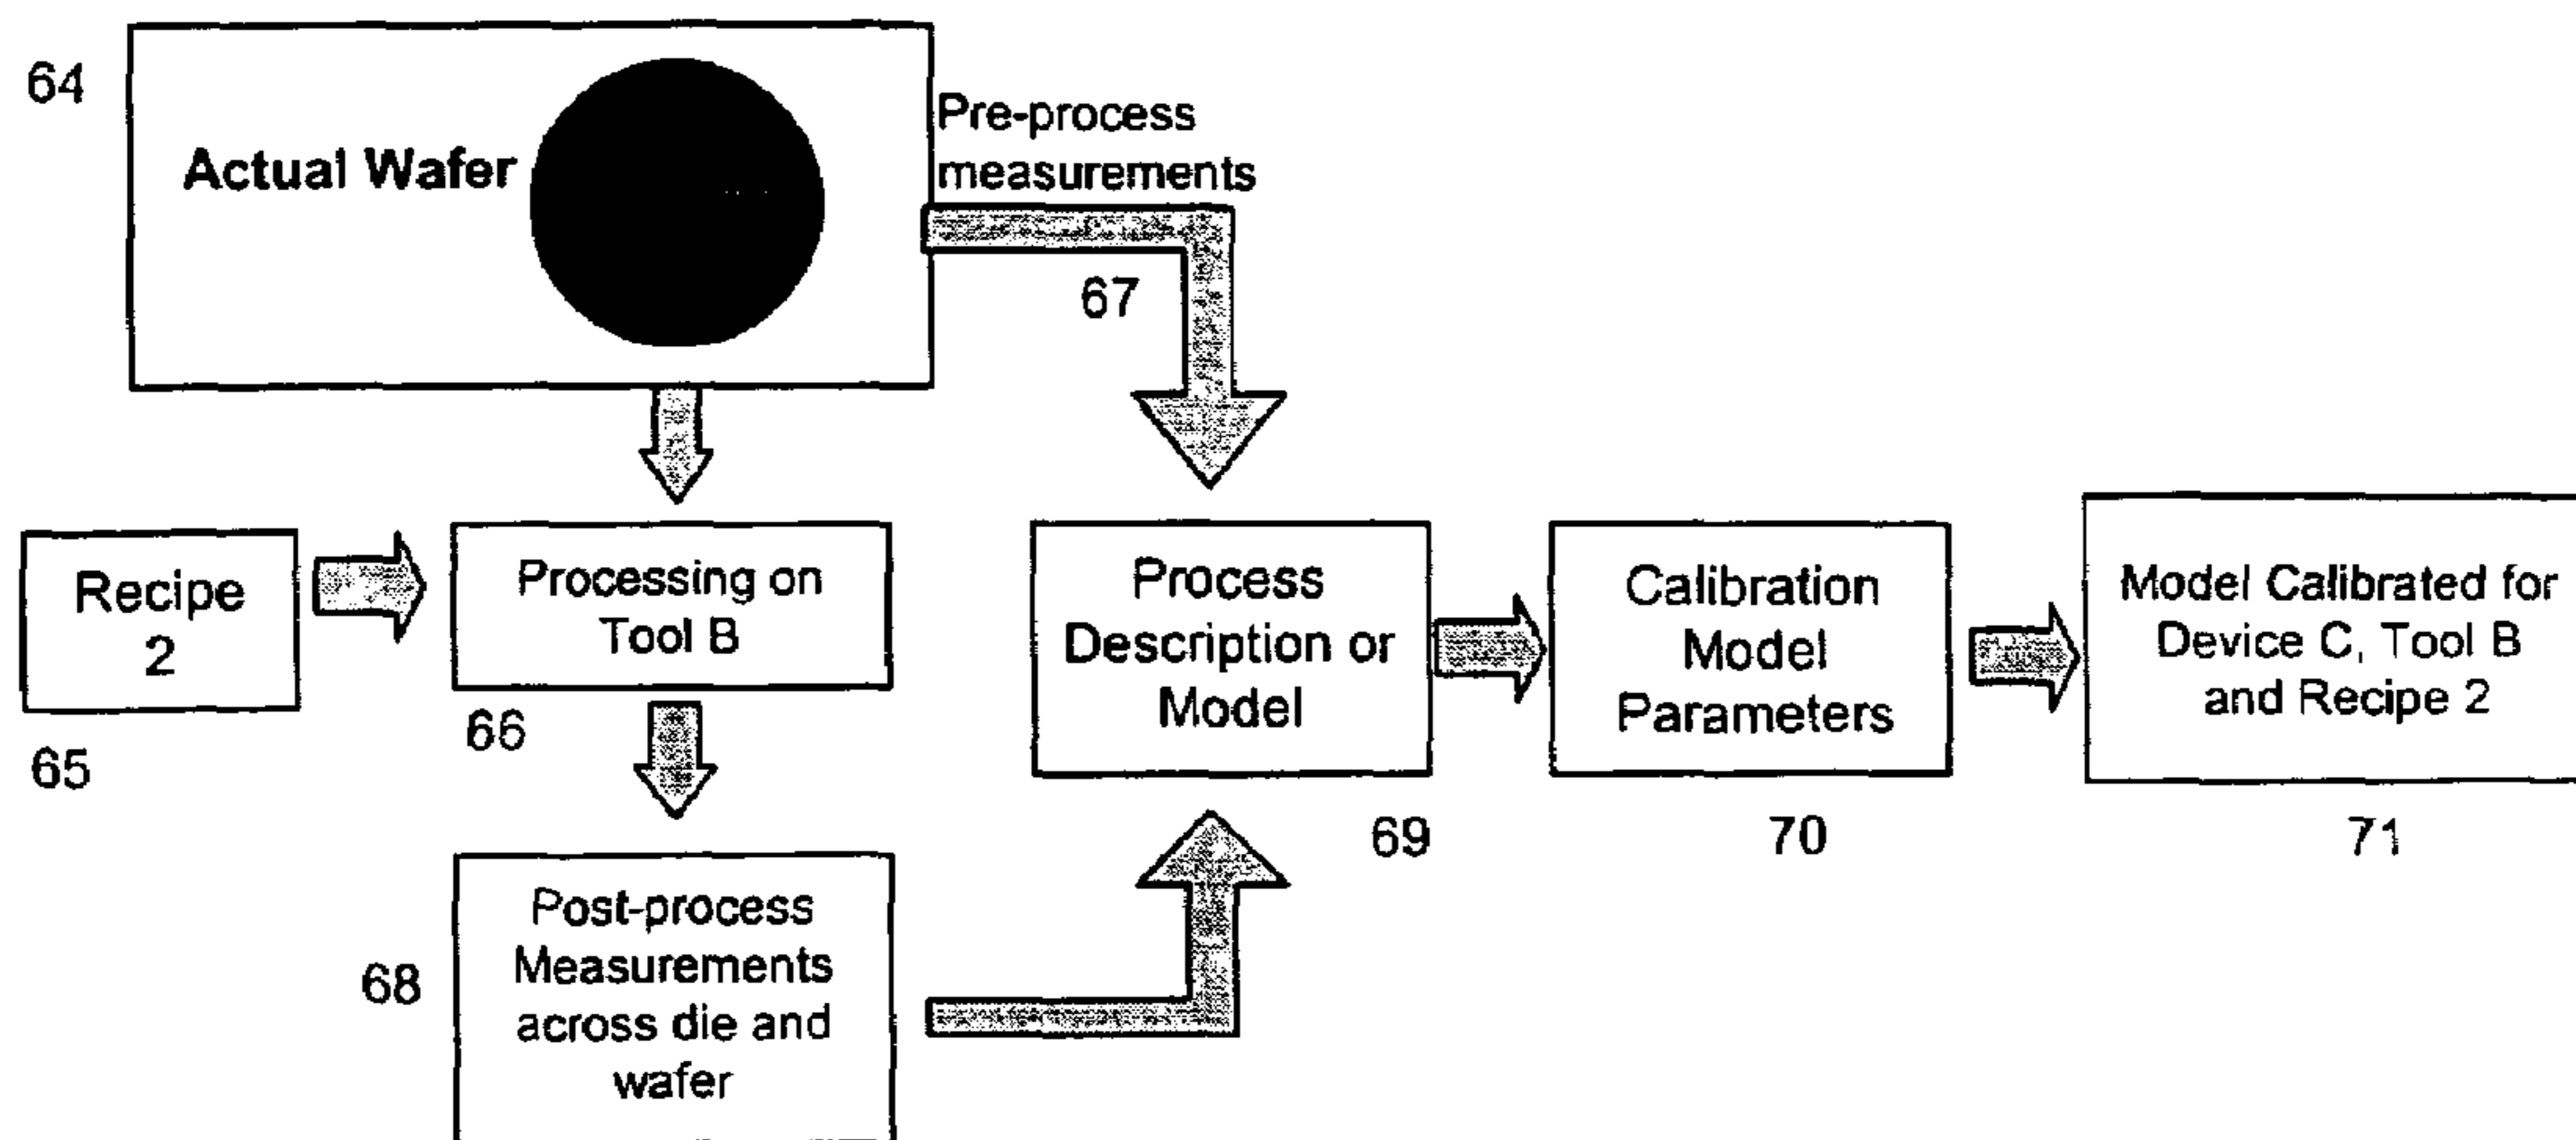 64
Actual Wafer
Pre-process
measurements
67
Recipe
2
65
Processing on
Tool B
66
Post-process
Measurements
across die and
wafer
68
Process
Description or
Model
69
Calibration
Model
Parameters
70
Model Calibrated for
Device C, Tool B
and Recipe 2
71